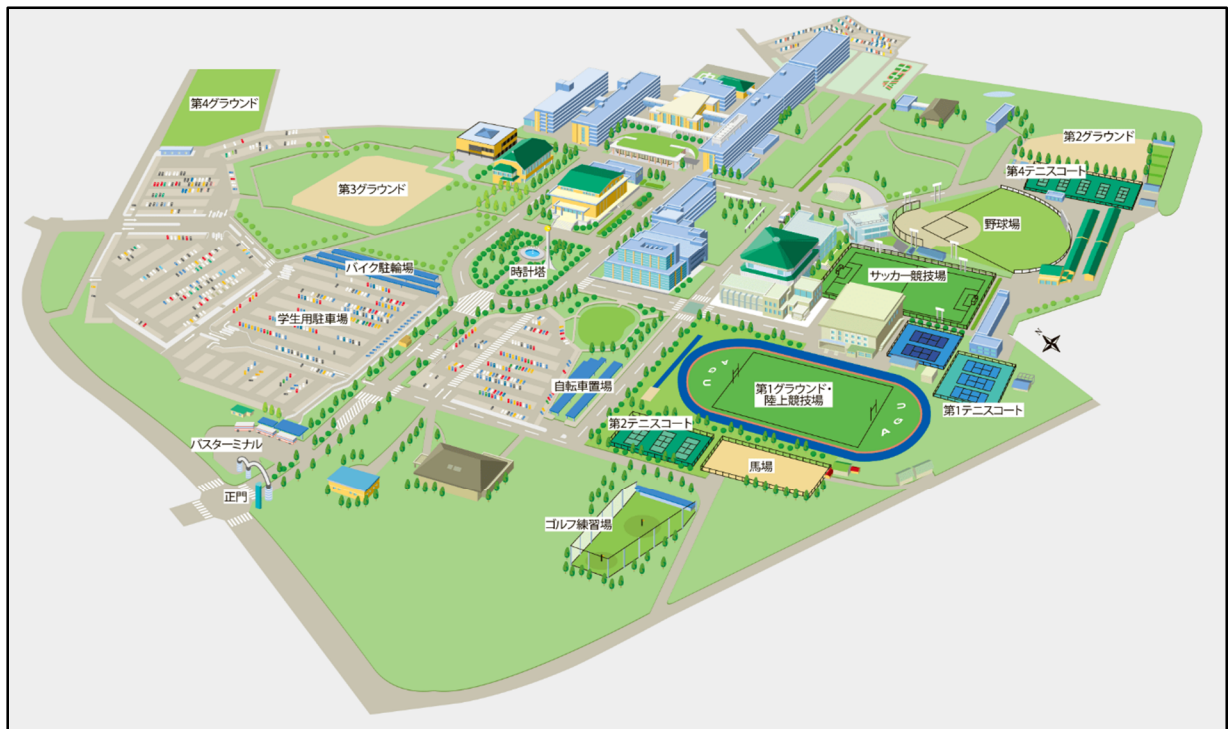 第4グラウンド
第2グラウンド
第4テニスコート
第3グラウンド
野球場
バイク駐輪場
時計塔
サッカー競技場
学生用駐車場
N
自転車置場
第1グラウンド・
陸上競技場
第1テニスコート
第2テニスコート
バスターミナル
馬場
正門
ゴルフ練習場